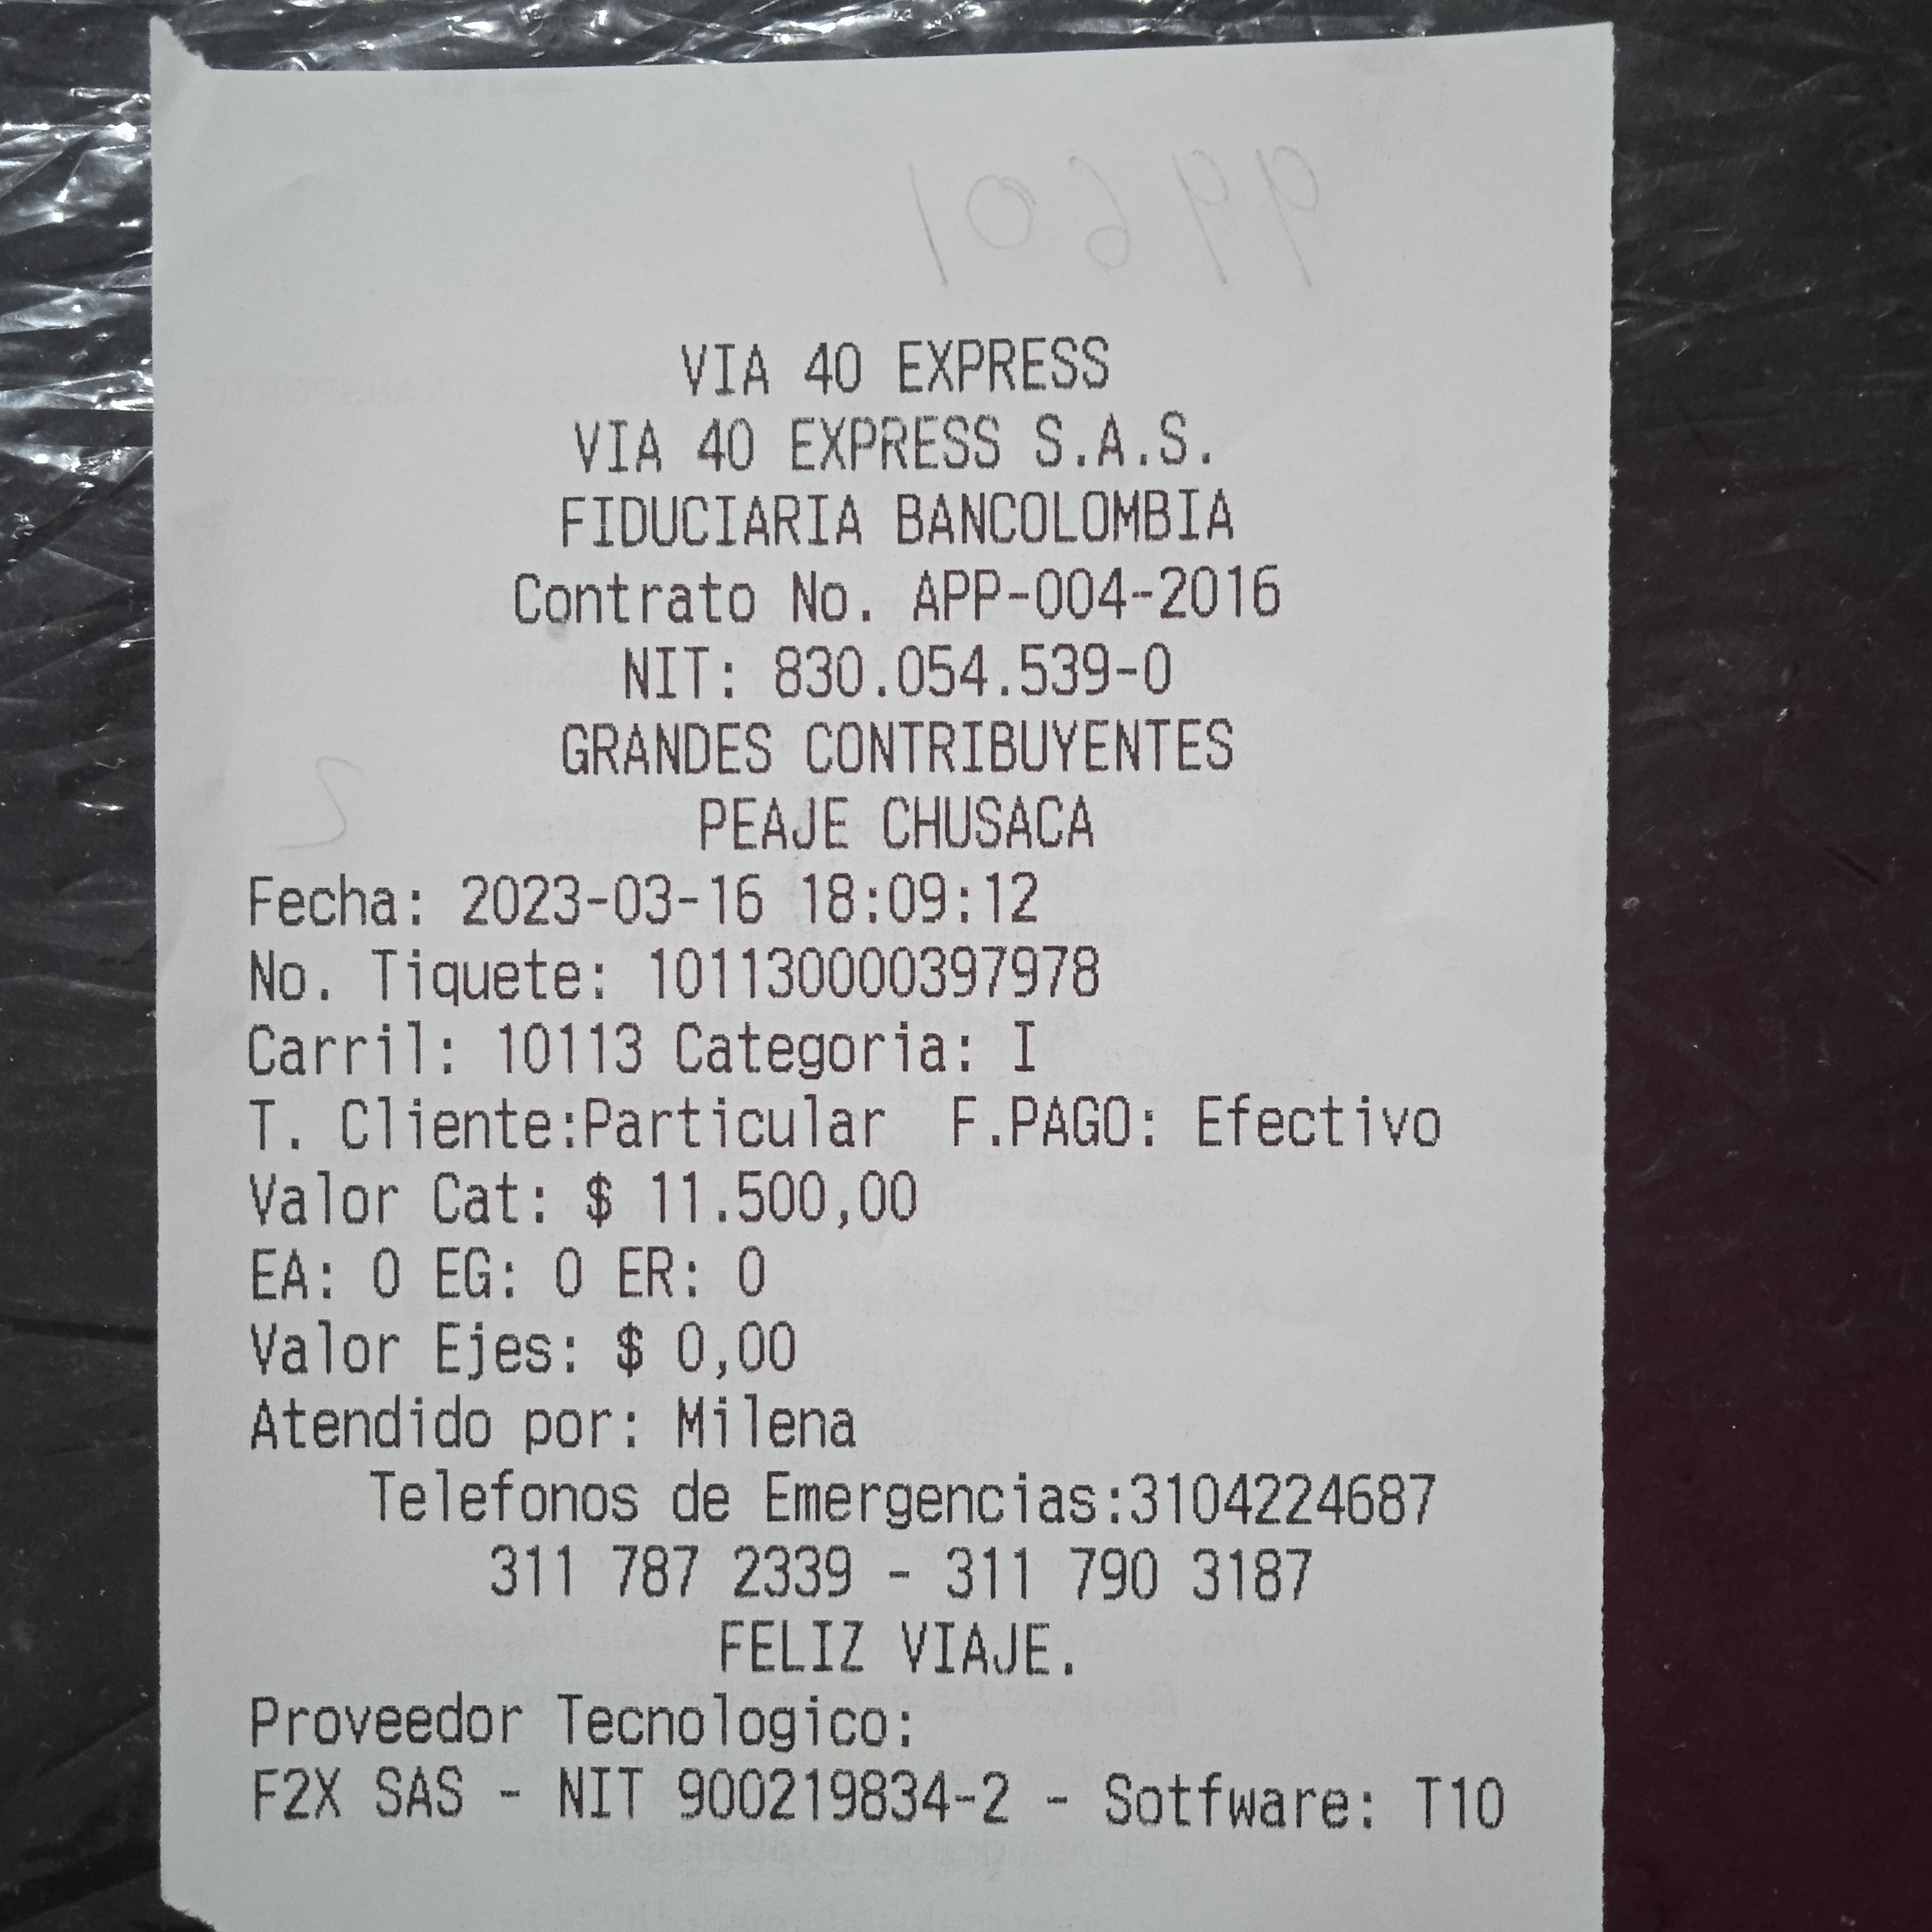 99601
VIA 40 EXPRESS
VIA 40 EXPRESS S.A.S.
FIDUCIARIA BANCOLOMBIA
Contrato No. APP-004-2016
NIT: 830.054.539-0
GRANDES CONTRIBUYENTES
PEAJE CHUSACA
2
Fecha: 2023-03-16 18:09:12
No. Tiquete: 101130000397978
Carril: 10113 Categoria: I
T. Cliente:Particular F.PAGO: Efectivo
Valor Cat: $ 11.500,00
EA: 0 EG: 0 ER: 0
Valor Ejes: $ 0,00
Atendido por: Milena
Telefonos de Emergencias:3104224687
311 787 2339 - 311 790 3187
FELIZ VIAJE.
Proveedor Tecnologico:
F2X SAS - NIT 900219834-2 - Sotfware: T10